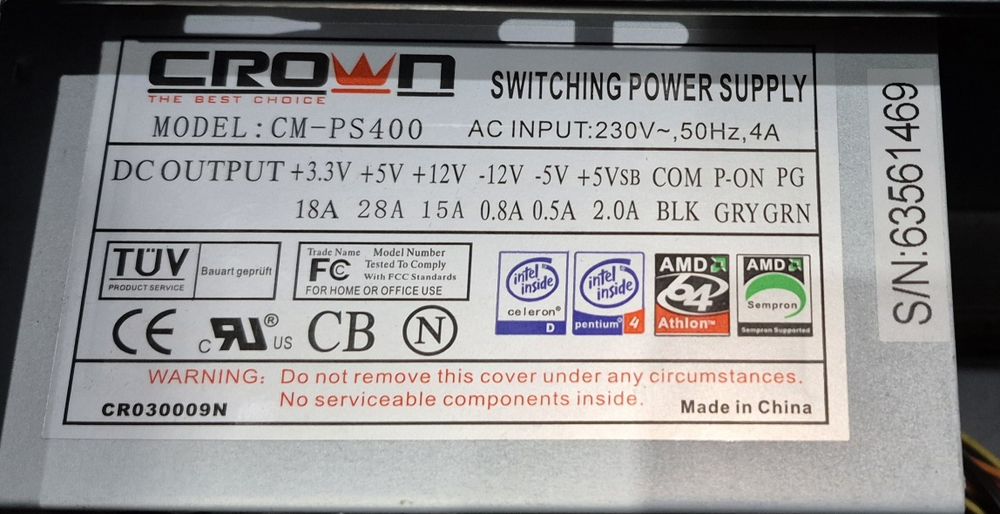 CROWN
THE BEST CHOICE
SWITCHING POWER SUPPLY
MODEL: CM-PS400 AC INPUT:230V~,50Hz,4A
DC OUTPUT +3.3V +5V +12V -12V -5V +5VSB COM P-ON PG
18A 28A 15A 0.8A 0.5A 2.0A BLK GRY GRN
TÜV
PRODUCT SERVICE
Bauart geprüft
Trade Name Model Number
FC Tested To Comply
With FCC Standards
FOR HOME OR OFFICE USE
intel inside
celeron®
D
intel inside
pentium® 4
AMD
64
Athlon™
AMD
Sempron
Sempron Supported
CE c RU ® US CB N
WARNING: Do not remove this cover under any circumstances.
No serviceable components inside.
CR030009N Made in China
S/N:63561469